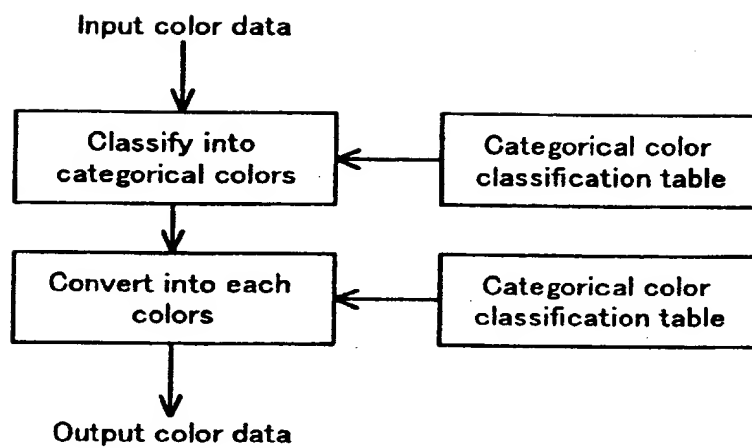 Input color data
Classify into
categorical colors
Categorical color
classification table
Convert into each
colors
Categorical color
classification table
Output color data